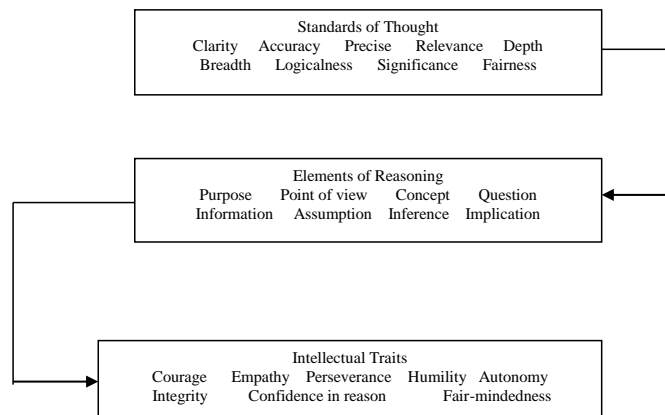 Standards of Thought
Clarity Accuracy Precise Relevance Depth
Breadth Logicalness Significance Fairness
Elements of Reasoning
Purpose Point of view Concept Question
Information Assumption Inference Implication
Intellectual Traits
Courage Empathy Perseverance Humility Autonomy
Integrity Confidence in reason Fair-mindedness